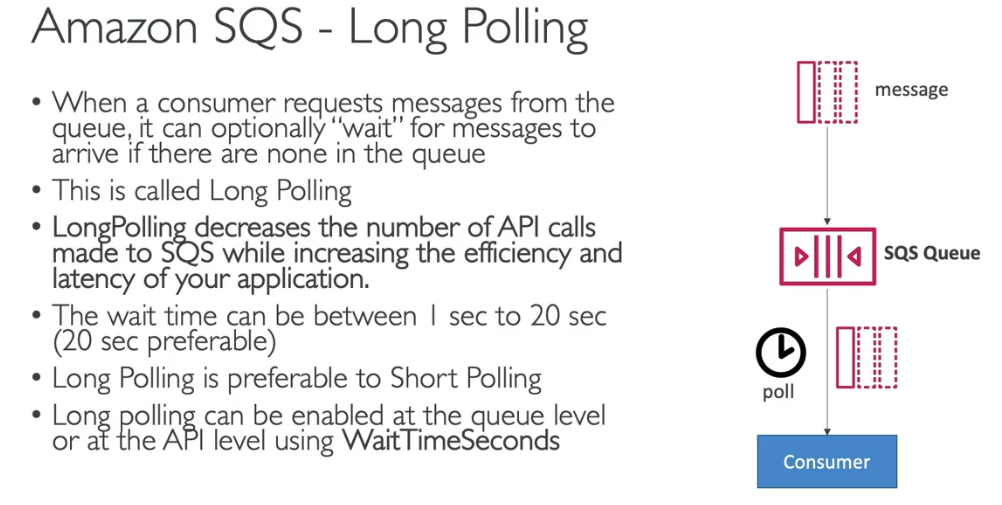 Amazon SQS - Long Polling
• When a consumer requests messages from the
queue, it can optionally “wait” for messages to
arrive if there are none in the queue
• This is called Long Polling
• LongPolling decreases the number of API calls
made to SQS while increasing the efficiency and
latency of your application.
• The wait time can be between 1 sec to 20 sec
(20 sec preferable)
• Long Polling is preferable to Short Polling
• Long polling can be enabled at the queue level
or at the API level using WaitTimeSeconds
message
SQS Queue
poll
Consumer